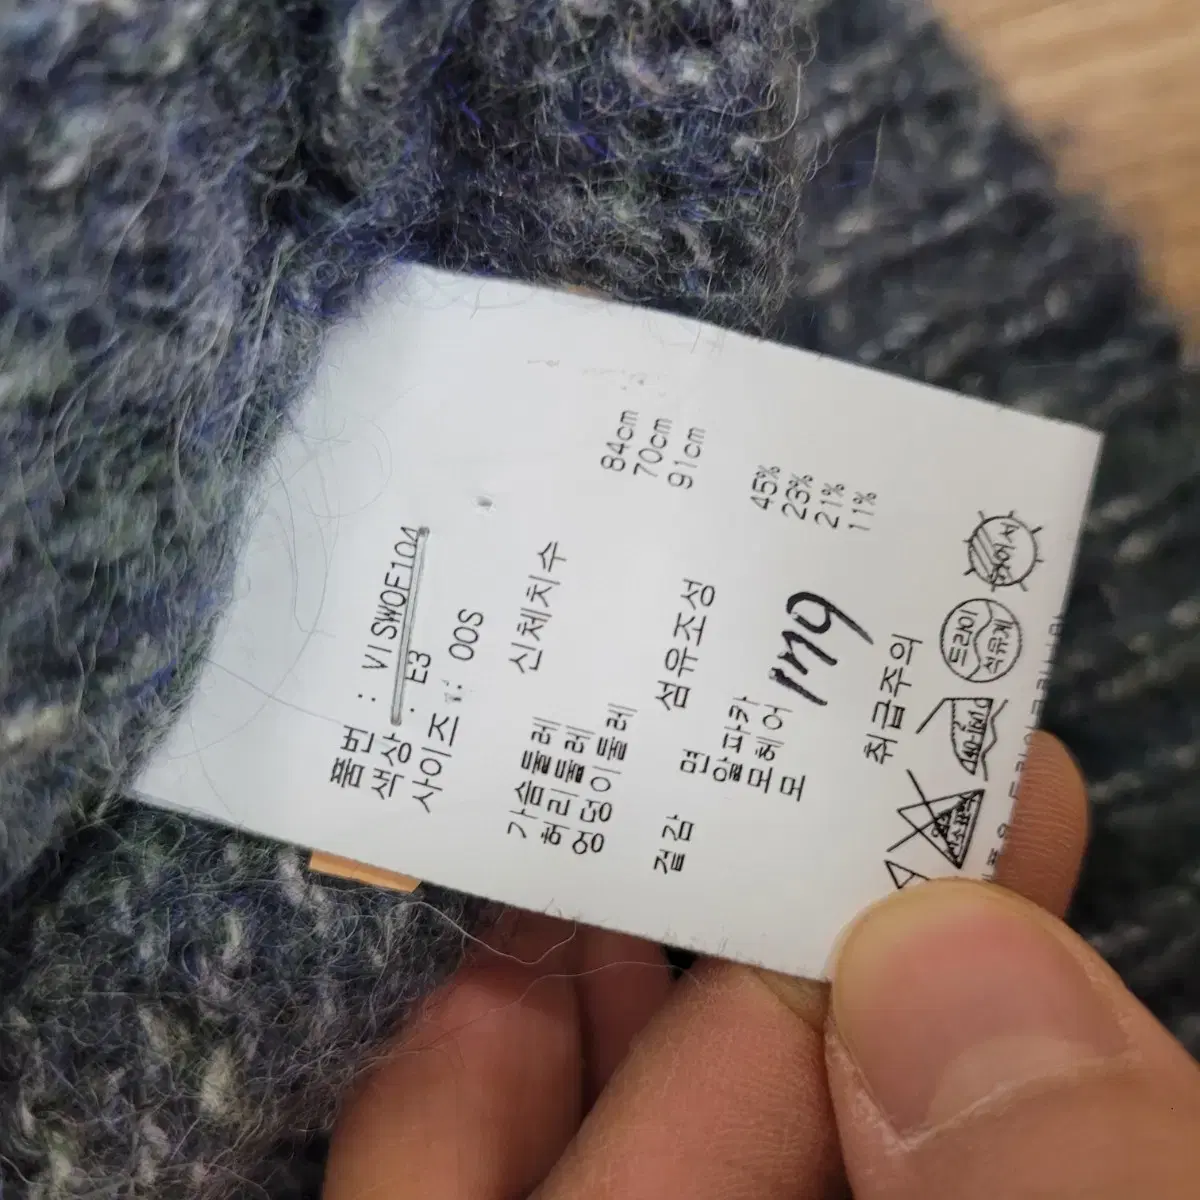 품번 : VISWOF104
색상 : E3
사이즈 : 00S
신체치수
가슴둘레 84cm
허리둘레 70cm
엉덩이둘레 91cm
섬유조성
겉감 면 45%
알파카 23%
모헤어 21%
모 11%
취급주의
드라이
석유계